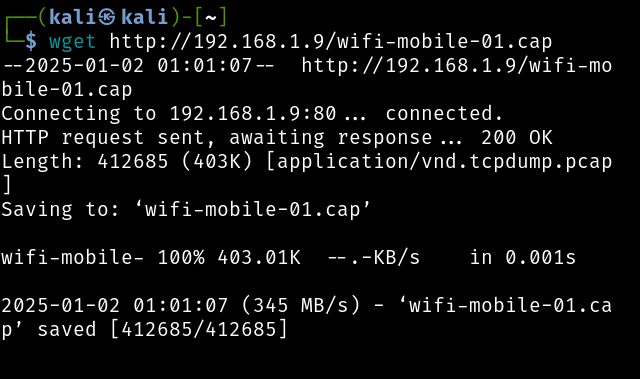 ┌──(kali㉿kali)-[~]
└─$ wget http://192.168.1.9/wifi-mobile-01.cap
--2025-01-02 01:01:07--  http://192.168.1.9/wifi-mo
bile-01.cap
Connecting to 192.168.1.9:80... connected.
HTTP request sent, awaiting response... 200 OK
Length: 412685 (403K) [application/vnd.tcpdump.pcap
]
Saving to: ‘wifi-mobile-01.cap’
wifi-mobile- 100% 403.01K  --.-KB/s    in 0.001s
2025-01-02 01:01:07 (345 MB/s) - ‘wifi-mobile-01.ca
p’ saved [412685/412685]